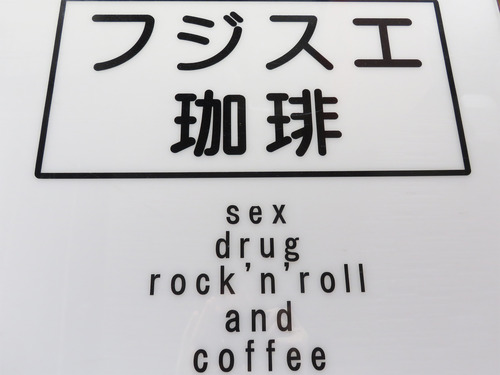 フジスエ
珈琲
sex
drug
rock'n'roll
and
coffee